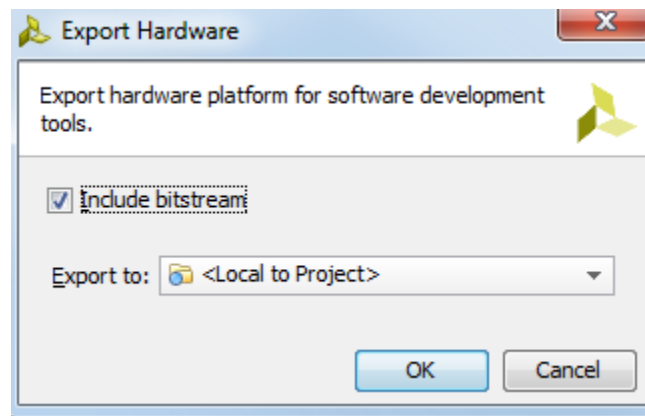 Export Hardware
Export hardware platform for software development
tools.
Include bitstream
Export to: <Local to Project>
OK Cancel